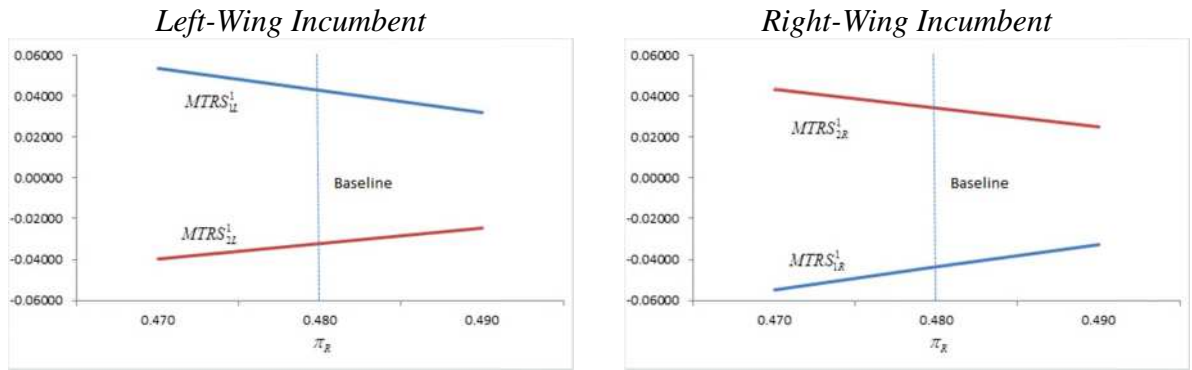 Left-Wing Incumbent
0.06000
0.04000
0.02000
0.00000
-0.02000
-0.04000
-0.06000
MTRS¹₁L
Baseline
MTRS¹₂L
0.470 0.480 0.490
π_R
Right-Wing Incumbent
0.06000
0.04000
0.02000
0.00000
-0.02000
-0.04000
-0.06000
MTRS¹₂R
Baseline
MTRS¹₁R
0.470 0.480 0.490
π_R